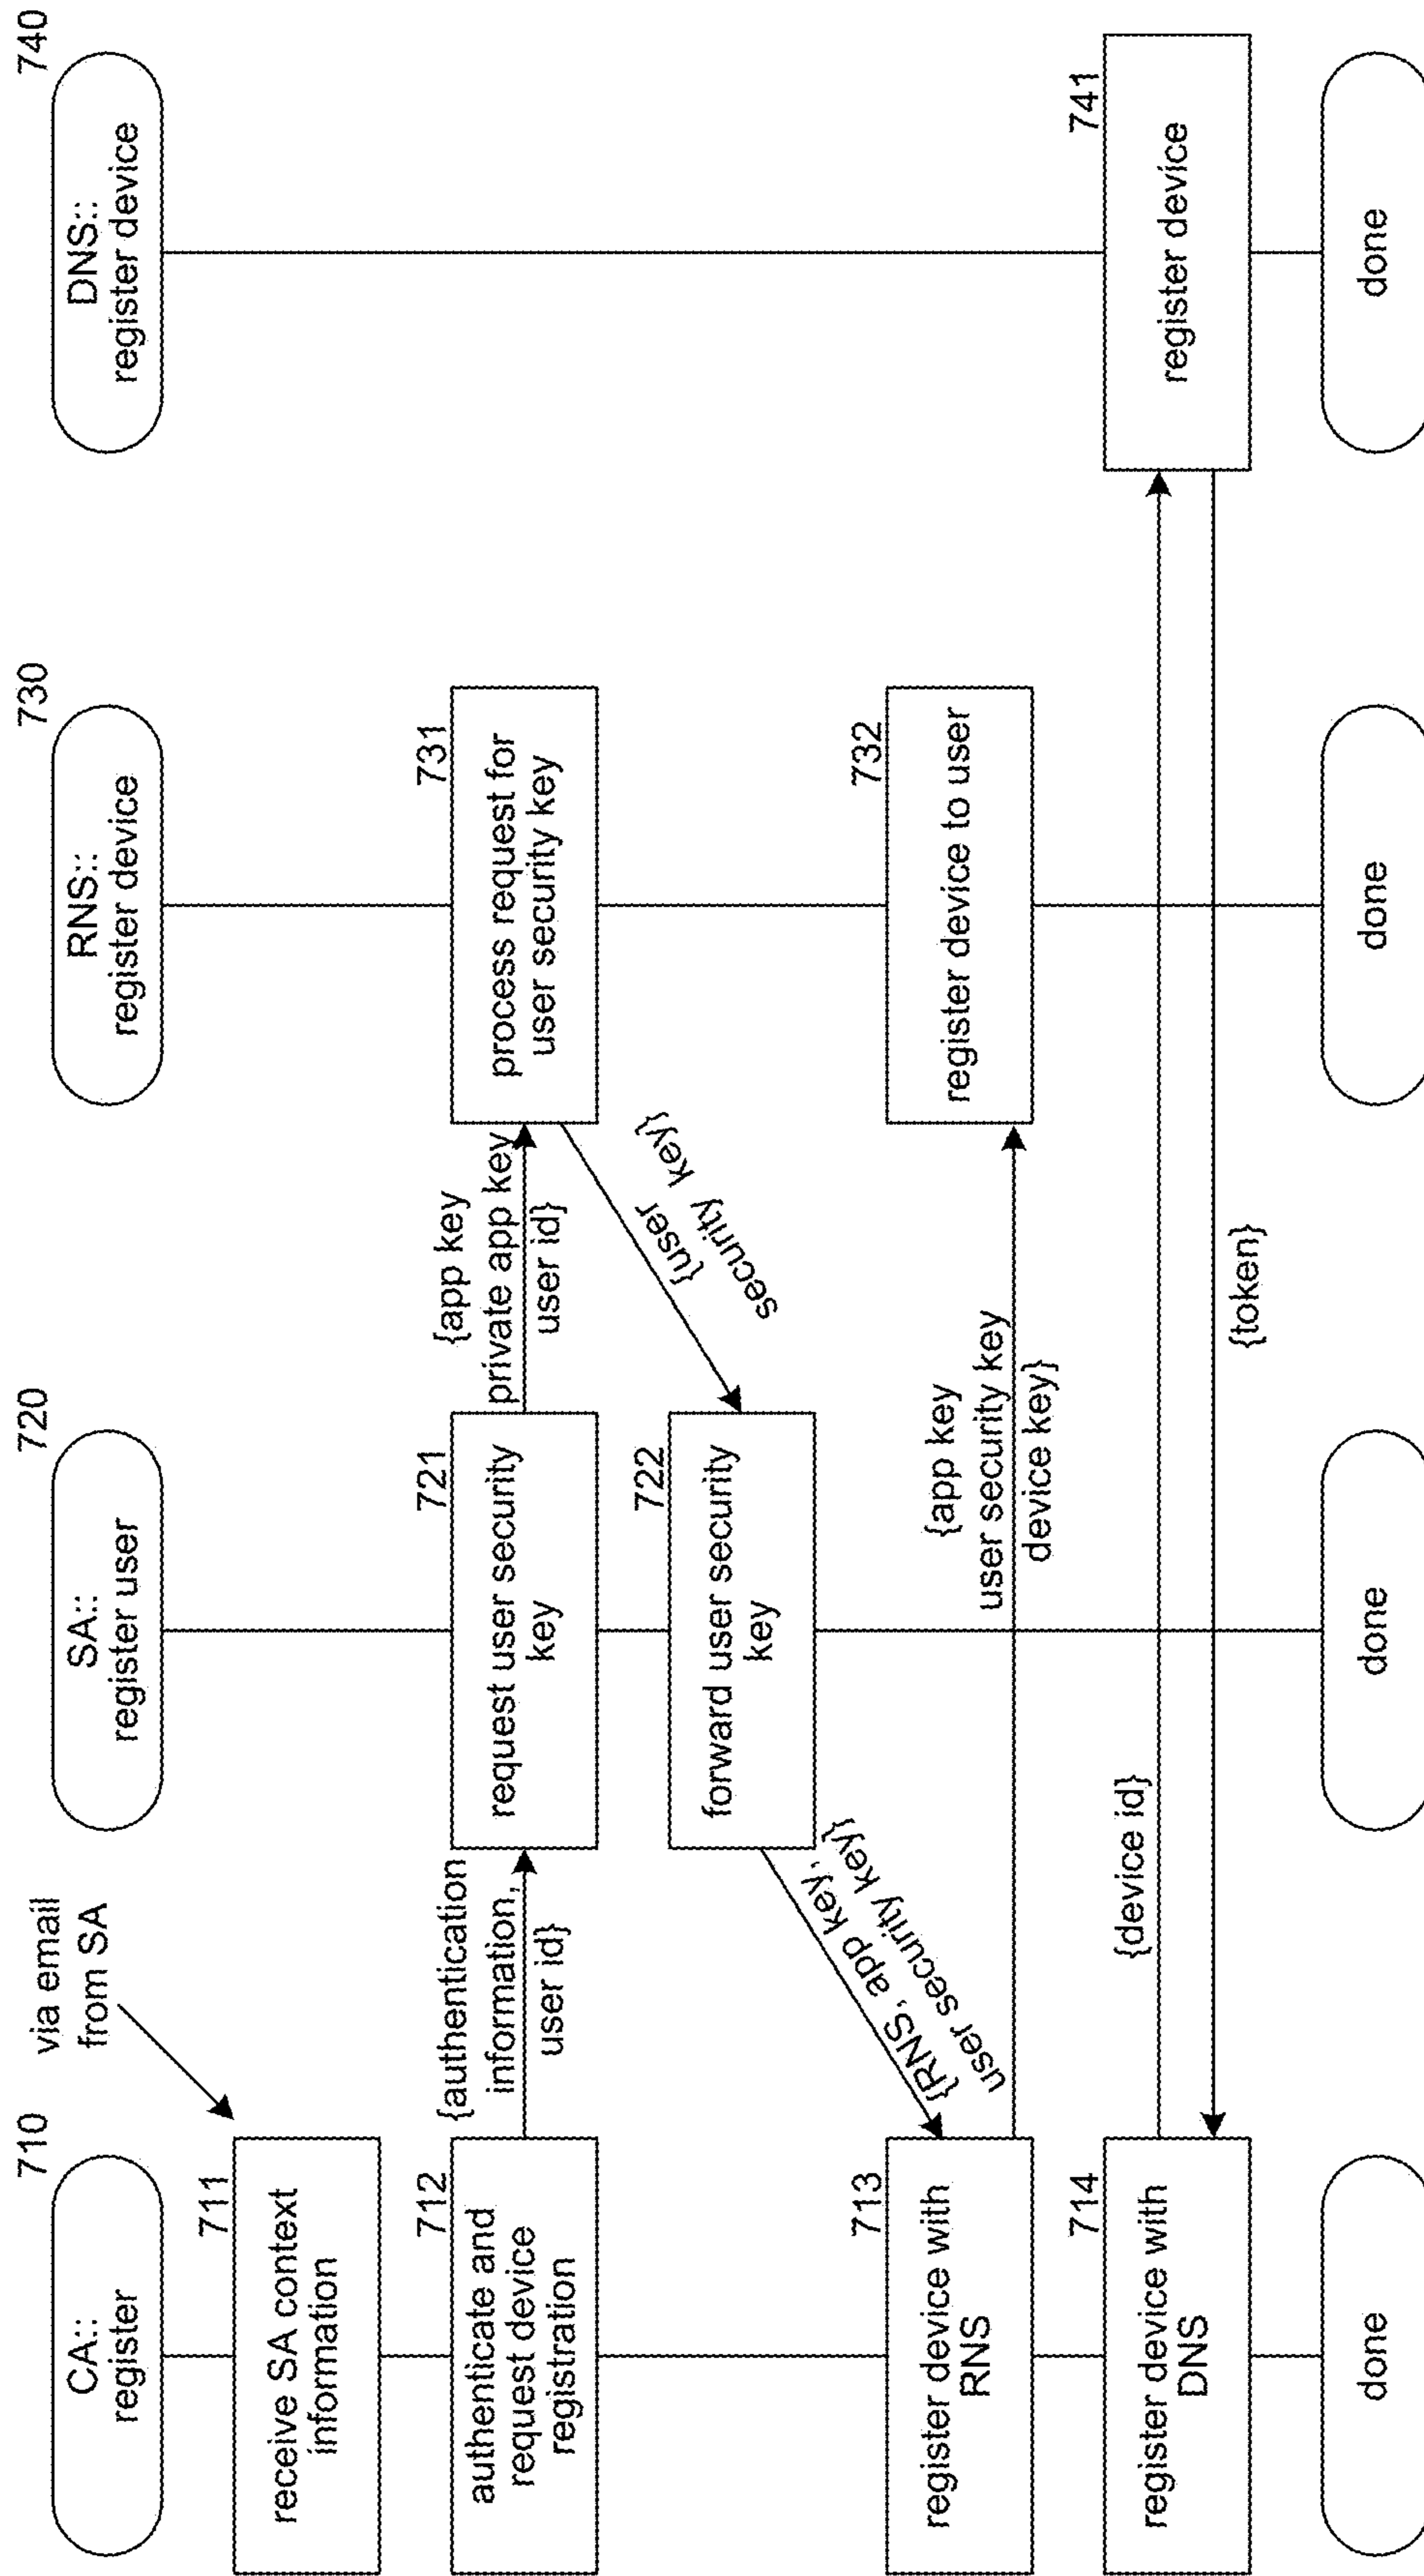 710
CA::
register
via email
from SA
711
receive SA context
information
712
authenticate and
request device
registration
{authentication
information,
user id}
720
SA::
register user
721
request user security
key
{app key
private app key
user id}
730
RNS::
register device
731
process request for
user security key
{user
security key}
722
forward user security
key
{RNS, app key,
user security key}
713
register device with
RNS
{app key
user security key
device key}
732
register device to user
714
register device with
DNS
{device id}
{token}
740
DNS::
register device
741
register device
done
done
done
done